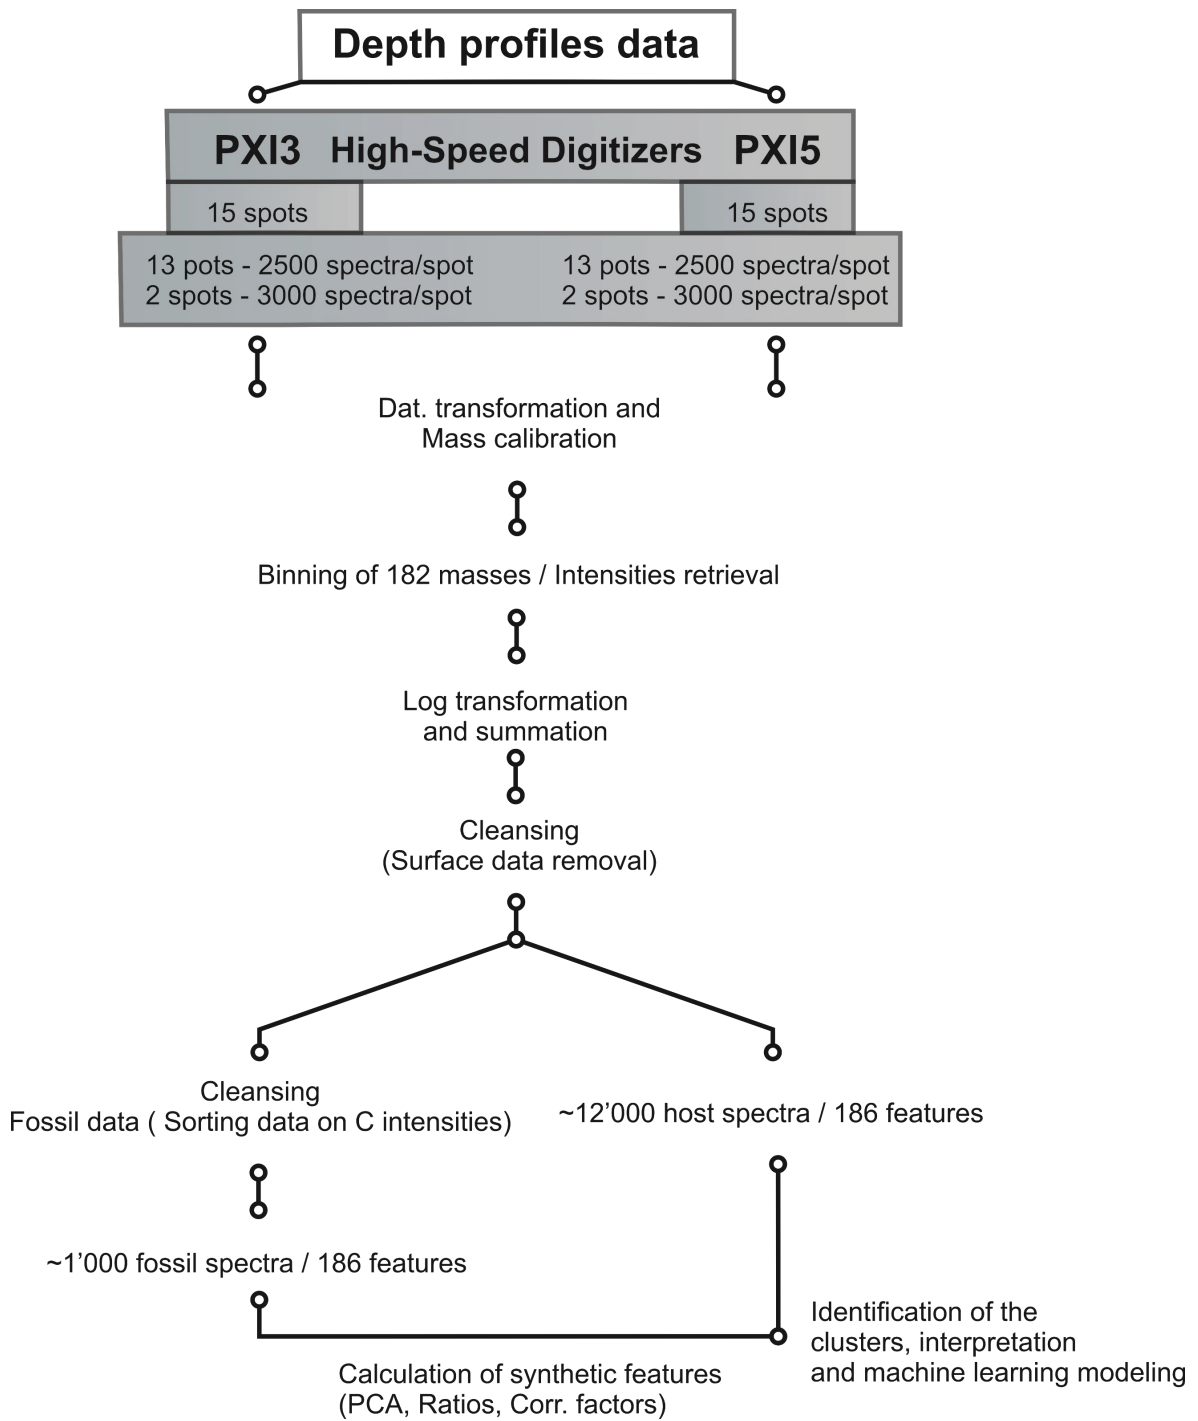 Depth profiles data
PXI3 High-Speed Digitizers PXI5
15 spots 15 spots
13 pots - 2500 spectra/spot 13 pots - 2500 spectra/spot
2 spots - 3000 spectra/spot 2 spots - 3000 spectra/spot
Dat. transformation and
Mass calibration
Binning of 182 masses / Intensities retrieval
Log transformation
and summation
Cleansing
(Surface data removal)
Cleansing
Fossil data ( Sorting data on C intensities)
~12’000 host spectra / 186 features
~1’000 fossil spectra / 186 features
Identification of the
clusters, interpretation
and machine learning modeling
Calculation of synthetic features
(PCA, Ratios, Corr. factors)